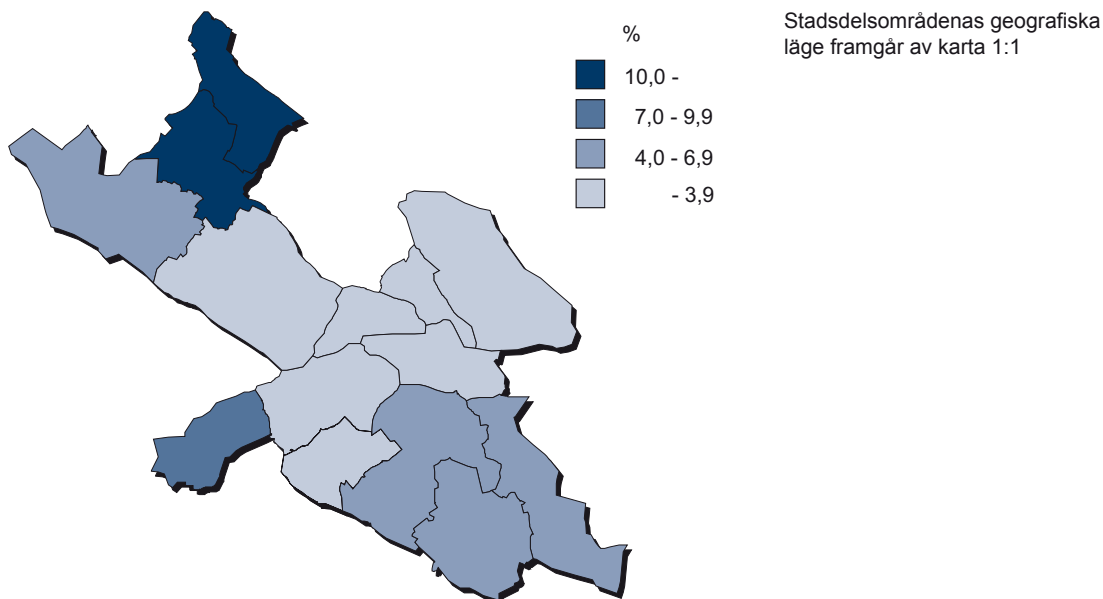 Stadsdelsområdenas geografiska
läge framgår av karta 1:1
%
10,0 -
7,0 - 9,9
4,0 - 6,9
- 3,9